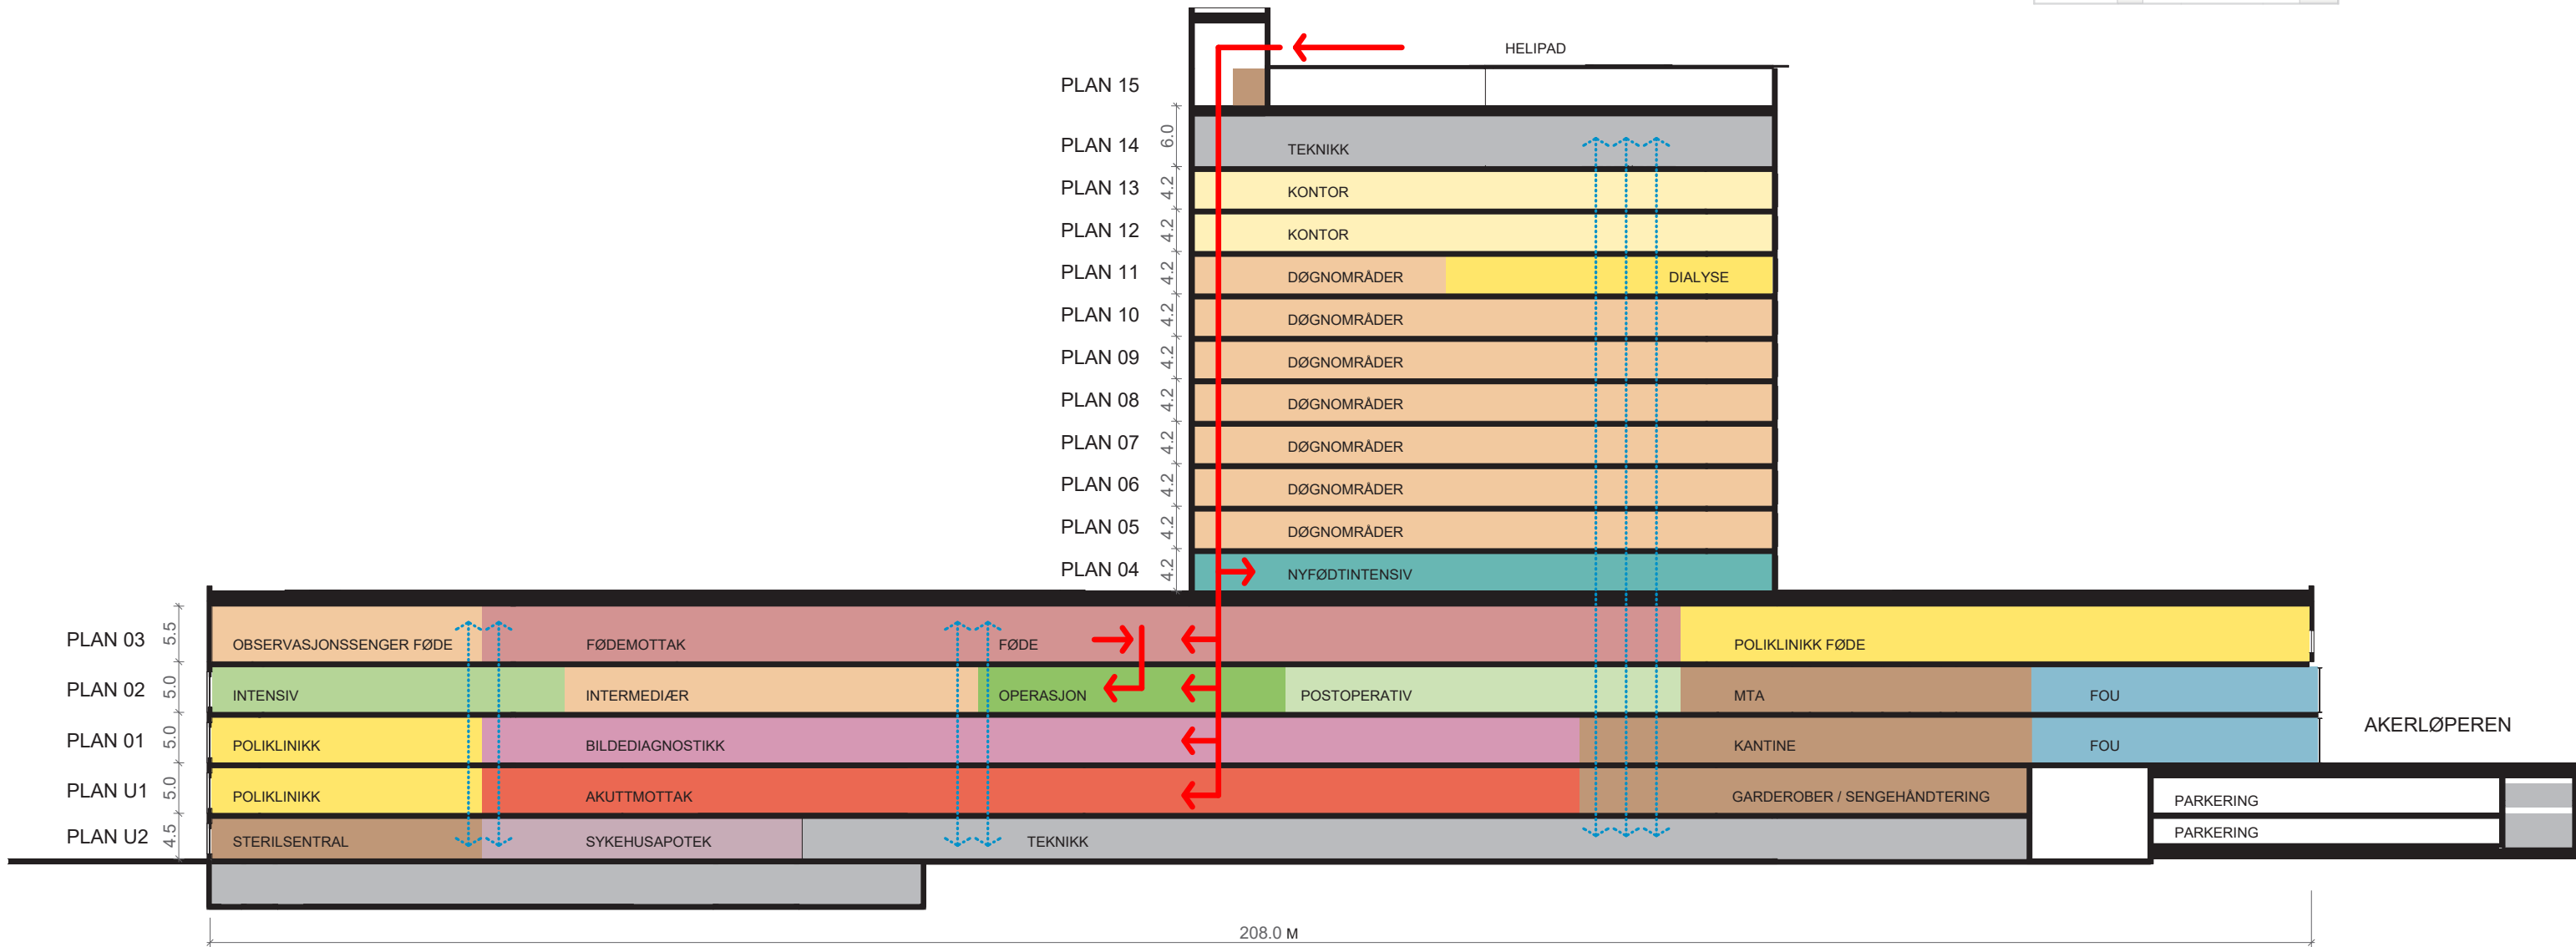 HELIPAD
PLAN 15
PLAN 14 6.0 TEKNIKK
PLAN 13 4.2 KONTOR
PLAN 12 4.2 KONTOR
PLAN 11 4.2 DØGNOMRÅDER DIALYSE
PLAN 10 4.2 DØGNOMRÅDER
PLAN 09 4.2 DØGNOMRÅDER
PLAN 08 4.2 DØGNOMRÅDER
PLAN 07 4.2 DØGNOMRÅDER
PLAN 06 4.2 DØGNOMRÅDER
PLAN 05 4.2 DØGNOMRÅDER
PLAN 04 4.2 NYFØDTINTENSIV
PLAN 03 5.5 OBSERVASJONSSENGER FØDE FØDEMOTTAK FØDE POLIKLINIKK FØDE
PLAN 02 5.0 INTENSIV INTERMEDIÆR OPERASJON POSTOPERATIV MTA FOU
AKERLØPEREN
PLAN 01 5.0 POLIKLINIKK BILDEDIAGNOSTIKK KANTINE FOU
PLAN U1 5.0 POLIKLINIKK AKUTTMOTTAK GARDEROBER / SENGEHÅNDTERING PARKERING
PLAN U2 4.5 STERILSENTRAL SYKEHUSAPOTEK TEKNIKK PARKERING
208.0 M